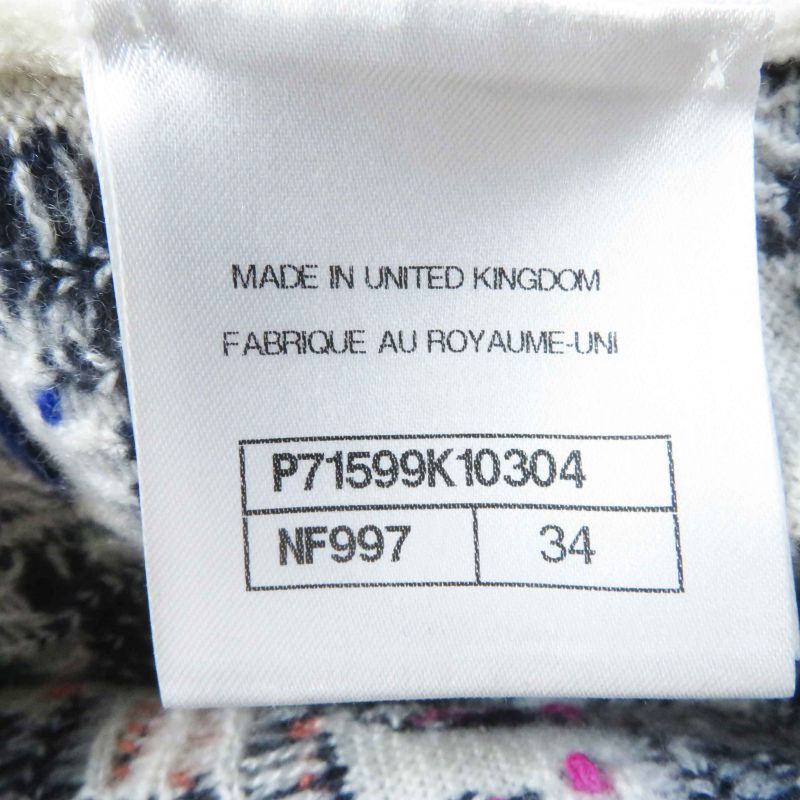 MADE IN UNITED KINGDOM
FABRIQUE AU ROYAUME-UNI
P71599K10304
NF997 34